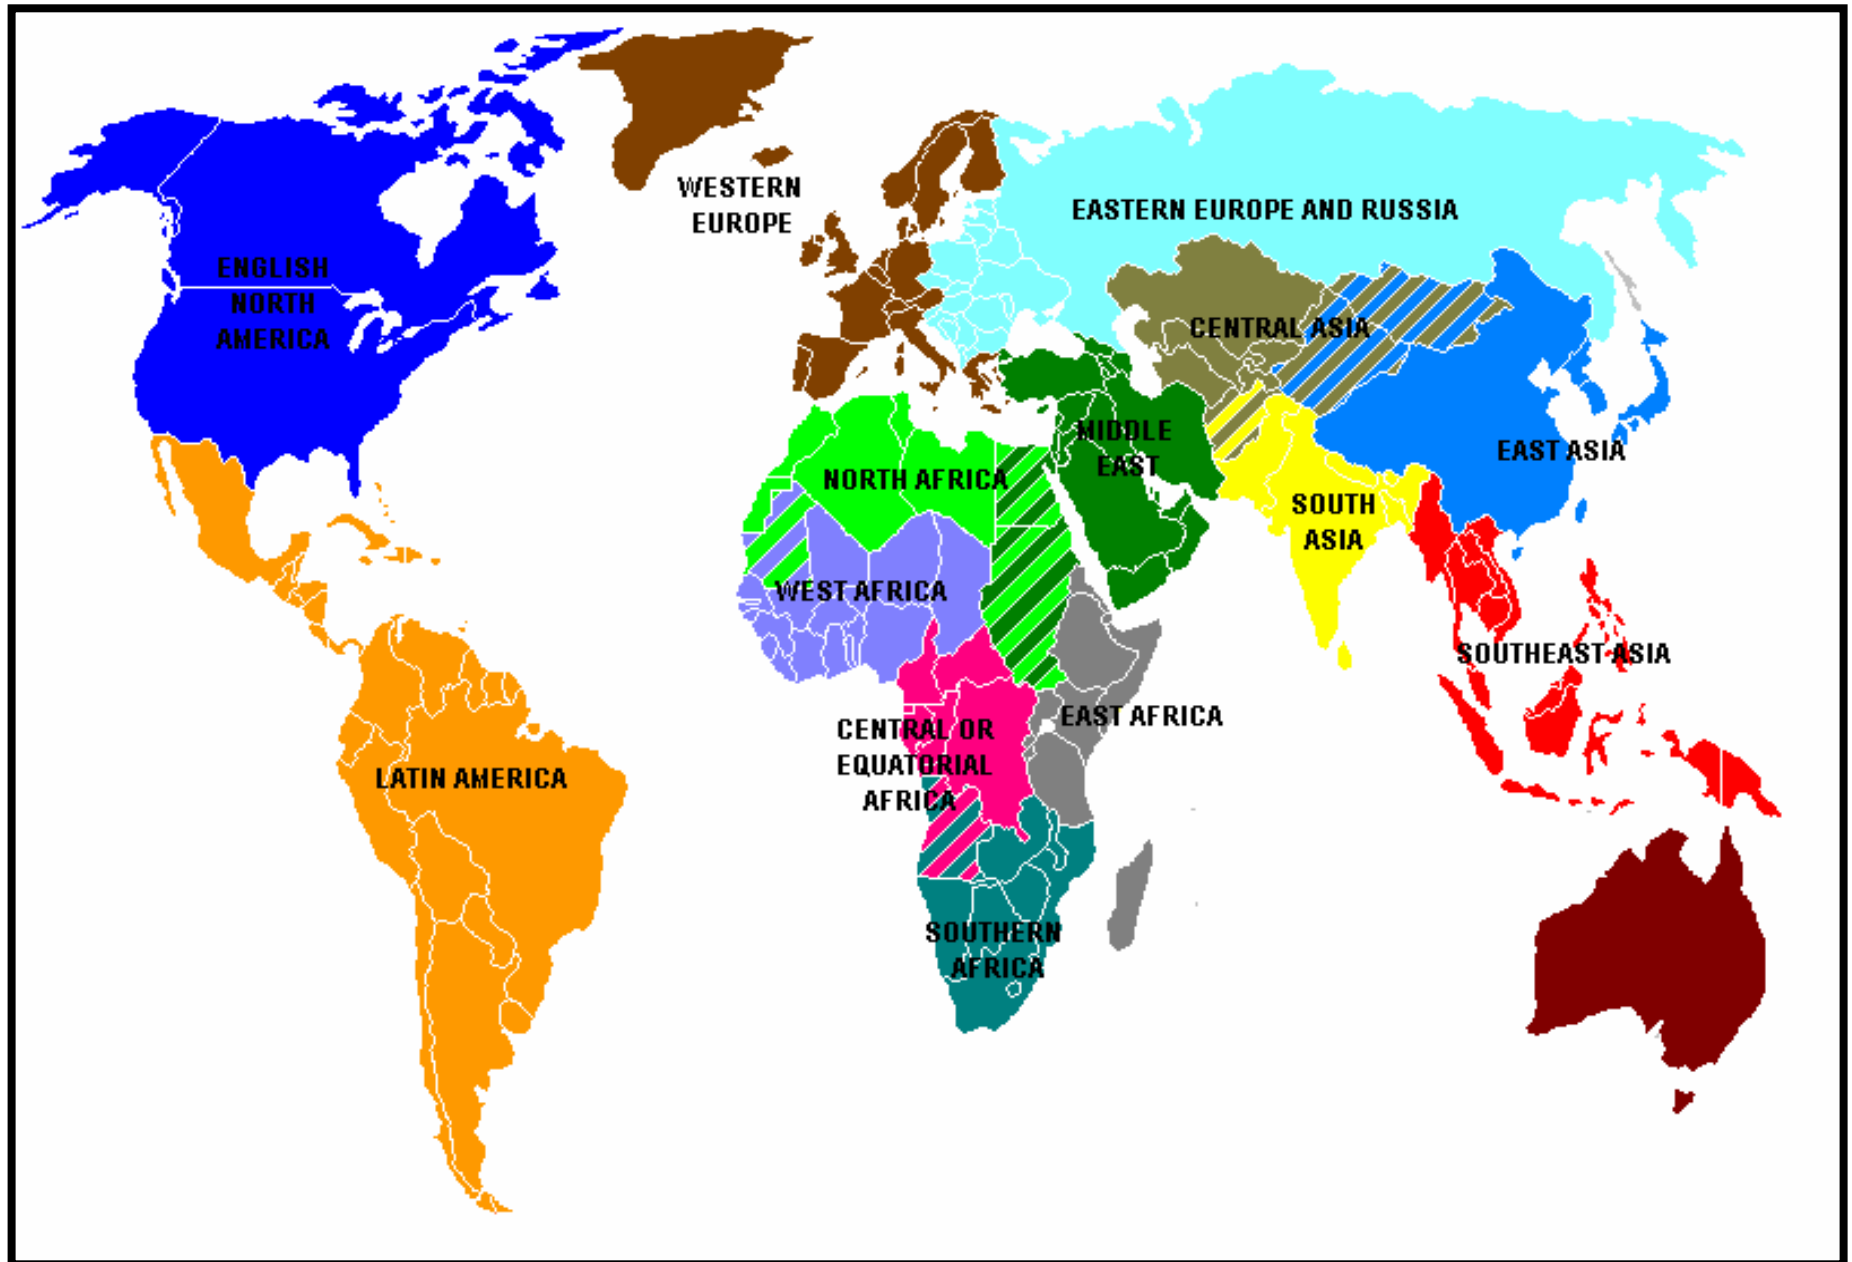 WESTERN
EUROPE
EASTERN EUROPE AND RUSSIA
ENGLISH
NORTH
AMERICA
CENTRAL ASIA
MIDDLE
EAST
EAST ASIA
NORTH AFRICA
SOUTH
ASIA
WEST AFRICA
SOUTHEAST ASIA
EAST AFRICA
CENTRAL OR
EQUATORIAL
AFRICA
LATIN AMERICA
SOUTHERN
AFRICA